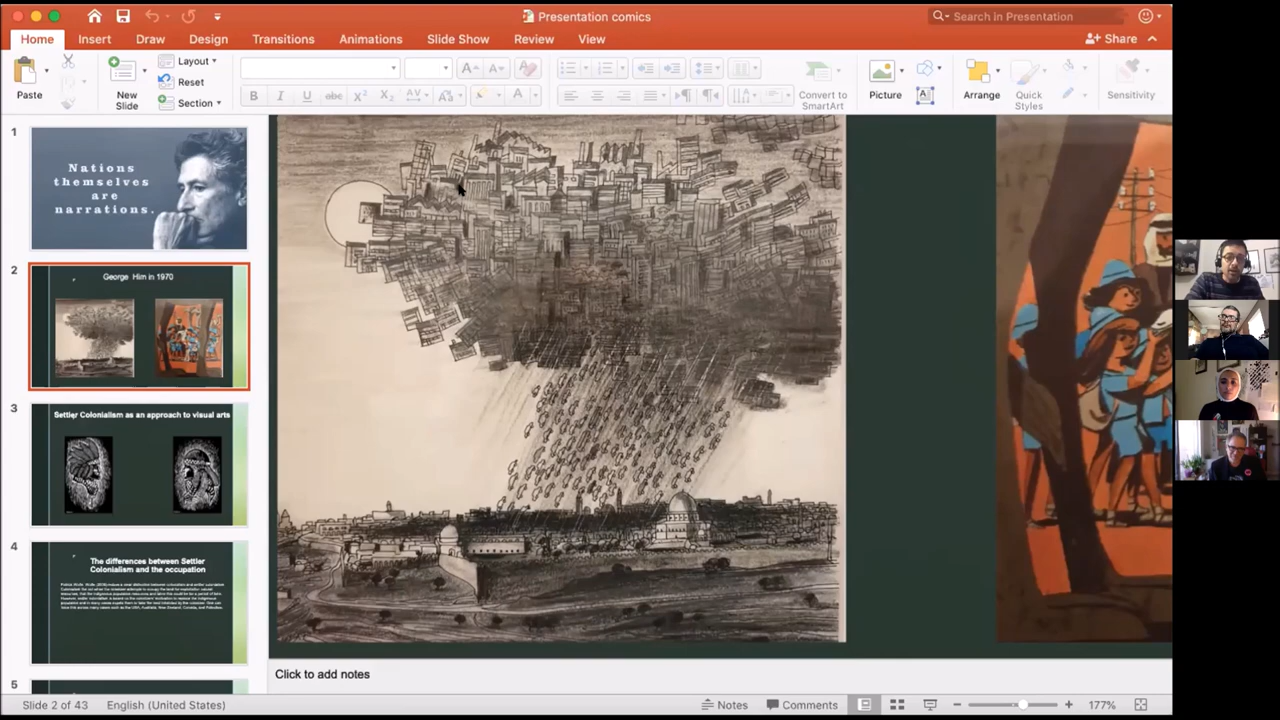 Presentation comics
Search in Presentation
Home
Insert
Draw
Design
Transitions
Animations
Slide Show
Review
View
Share
Paste
New
Slide
Layout
Reset
Section
Convert to
SmartArt
Picture
Arrange
Quick
Styles
Sensitivity
1
Nations
themselves
are
narrations.
2
George Him in 1970
3
Settler Colonialism as an approach to visual arts
4
The differences between Settler
Colonialism and the occupation
5
Click to add notes
Slide 2 of 43
English (United States)
Notes
Comments
177%